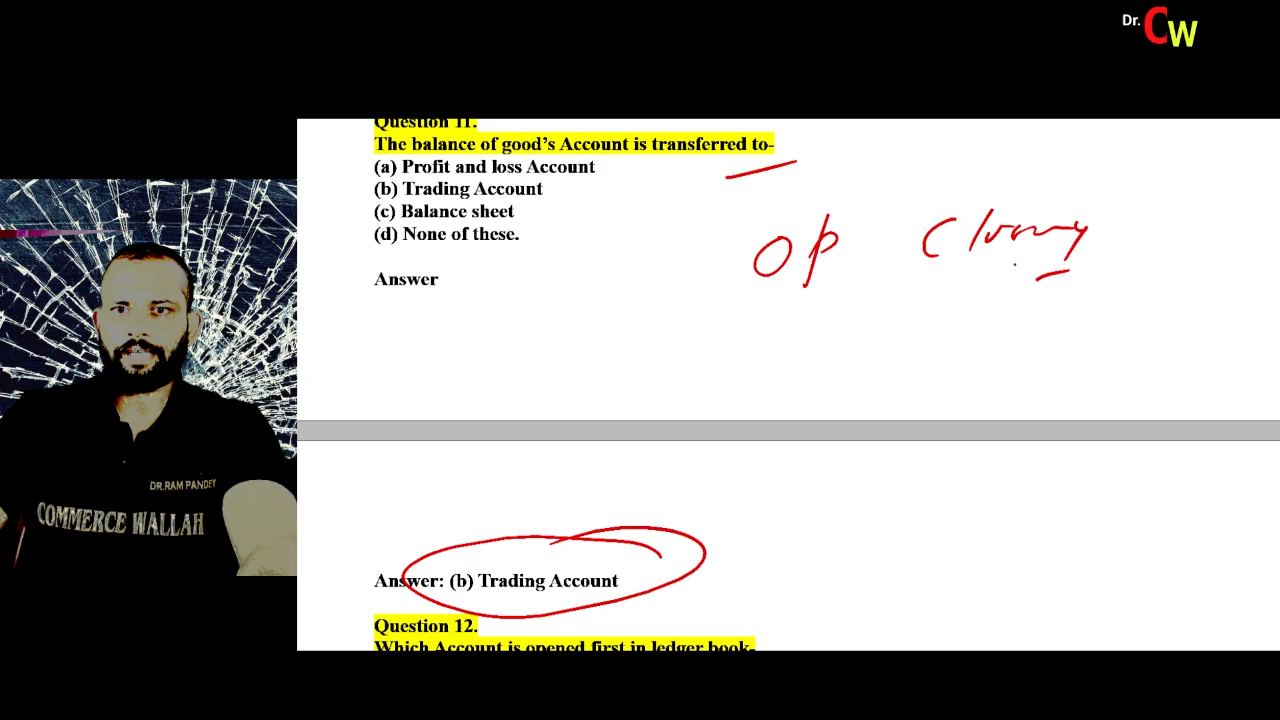 Dr. CW
Question 11.
The balance of good's Account is transferred to-
(a) Profit and loss Account
(b) Trading Account
(c) Balance sheet
(d) None of these.
op closing
Answer
DR.RAM PANDEY
COMMERCE WALLAH
Answer: (b) Trading Account
Question 12.
Which Account is opened first in ledger book-